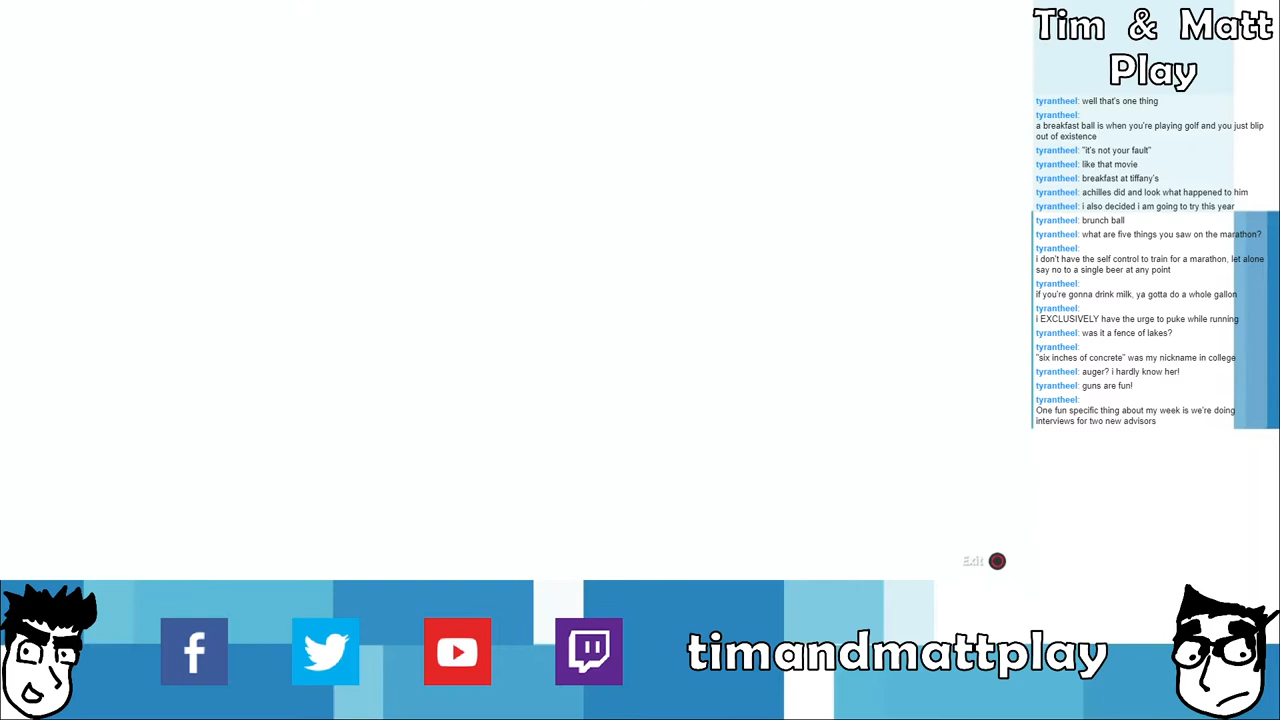 Tim & Matt
Play
tyrantheel: well that's one thing
tyrantheel:
a breakfast ball is when you're playing golf and you just blip
out of existence
tyrantheel: "it's not your fault"
tyrantheel: like that movie
tyrantheel: breakfast at tiffany's
tyrantheel: achilles did and look what happened to him
tyrantheel: i also decided i am going to try this year
tyrantheel: brunch ball
tyrantheel: what are five things you saw on the marathon?
tyrantheel:
i don't have the self control to train for a marathon, let alone
say no to a single beer at any point
tyrantheel:
if you're gonna drink milk, ya gotta do a whole gallon
tyrantheel:
i EXCLUSIVELY have the urge to puke while running
tyrantheel: was it a fence of lakes?
tyrantheel:
"six inches of concrete" was my nickname in college
tyrantheel: auger? i hardly know her!
tyrantheel: guns are fun!
tyrantheel:
One fun specific thing about my week is we're doing
interviews for two new advisors
Exit
timandmattplay